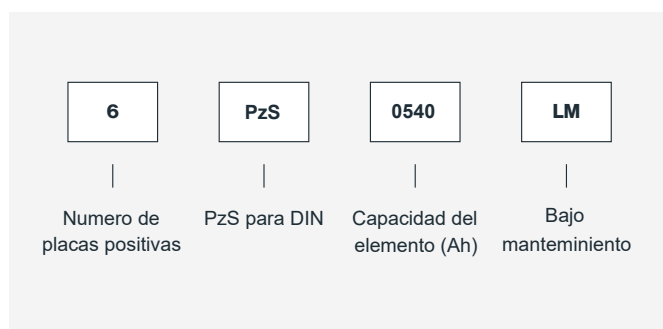 6 PzS 0540 LM
Numero de
placas positivas
PzS para DIN
Capacidad del
elemento (Ah)
Bajo
manteminiento